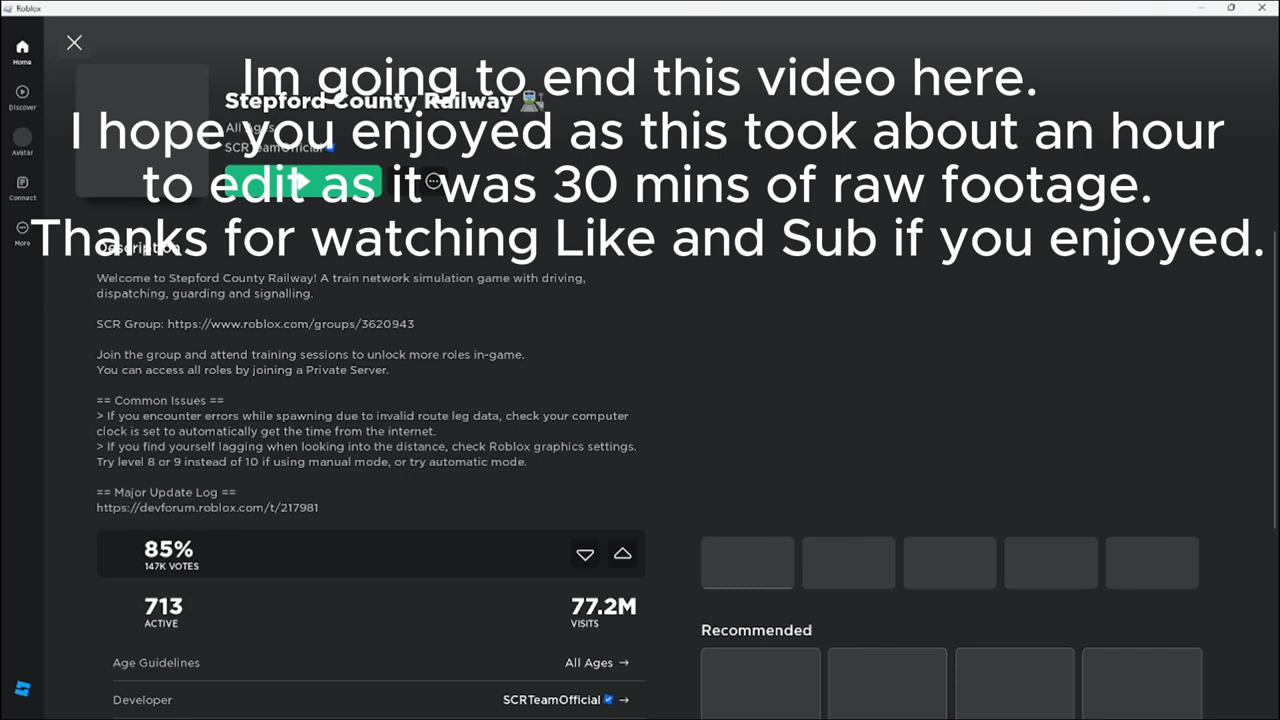 Roblox
Home
Discover
Avatar
Connect
More
Im going to end this video here.
I hope you enjoyed as this took about an hour
to edit as it was 30 mins of raw footage.
Thanks for watching Like and Sub if you enjoyed.
Stepford County Railway
All Ages
SCRTeamOfficial
Description
Welcome to Stepford County Railway! A train network simulation game with driving,
dispatching, guarding and signalling.
SCR Group: https://www.roblox.com/groups/3620943
Join the group and attend training sessions to unlock more roles in-game.
You can access all roles by joining a Private Server.
== Common Issues ==
> If you encounter errors while spawning due to invalid route leg data, check your computer
clock is set to automatically get the time from the internet.
> If you find yourself lagging when looking into the distance, check Roblox graphics settings.
Try level 8 or 9 instead of 10 if using manual mode, or try automatic mode.
== Major Update Log ==
https://devforum.roblox.com/t/217981
85%
147K VOTES
713
ACTIVE
77.2M
VISITS
Age Guidelines
All Ages →
Developer
SCRTeamOfficial →
Recommended